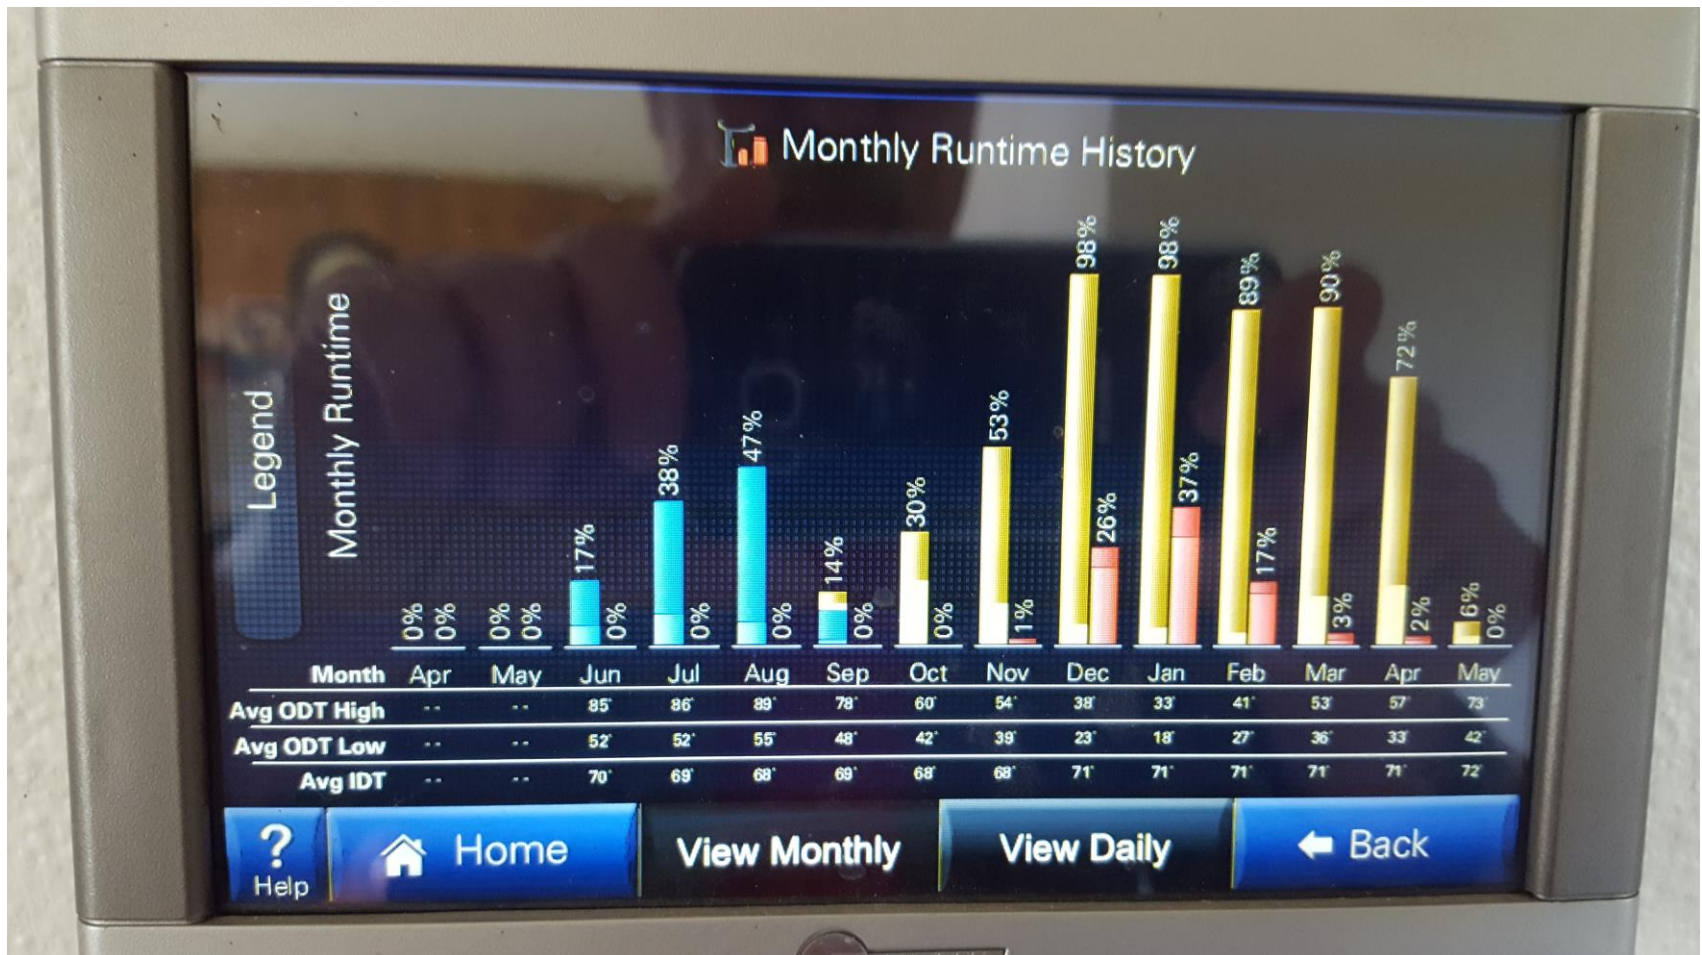 Monthly Runtime History
Legend
Monthly Runtime
0% 0% 0% 0% 17% 0% 38% 0% 47% 0% 14% 0% 30% 0% 53% 1% 98% 26% 98% 37% 89% 17% 90% 3% 72% 2% 6% 0%
Month Apr May Jun Jul Aug Sep Oct Nov Dec Jan Feb Mar Apr May
Avg ODT High -- -- 85° 86° 89° 78° 60° 54° 38° 33° 41° 53° 57° 73°
Avg ODT Low -- -- 52° 52° 55° 48° 42° 39° 23° 18° 27° 36° 33° 42°
Avg IDT -- -- 70° 69° 68° 69° 68° 68° 71° 71° 71° 71° 71° 72°
? Help
Home
View Monthly
View Daily
Back